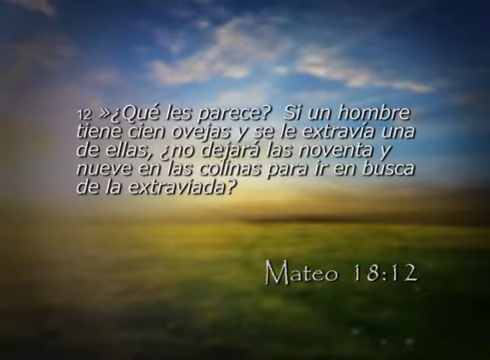 12 »¿Qué les parece? Si un hombre
tiene cien ovejas y se le extravía una
de ellas, ¿no dejará las noventa y
nueve en las colinas para ir en busca
de la extraviada?
Mateo 18:12